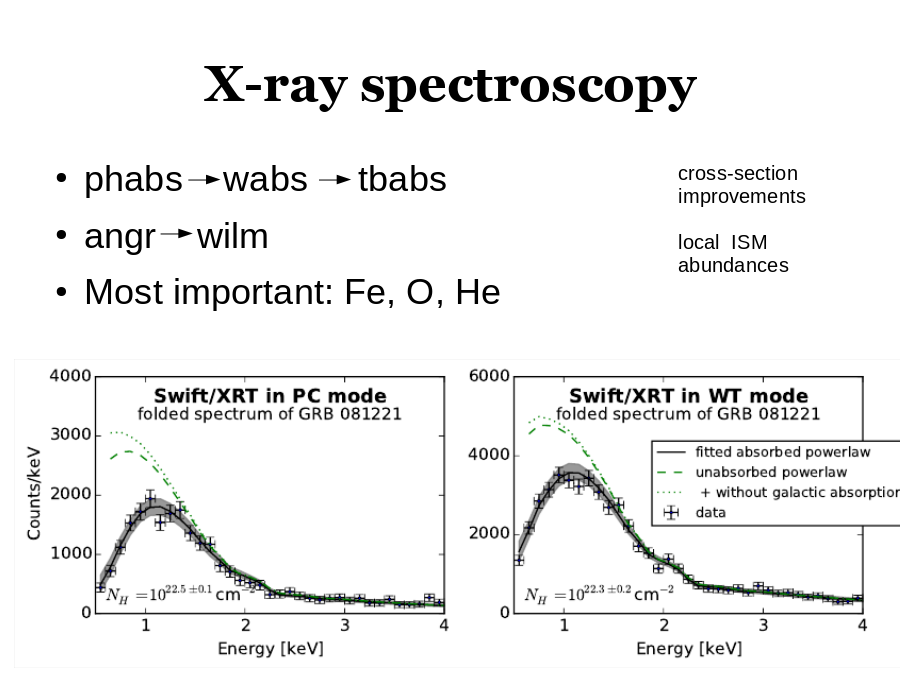 X-ray spectroscopy
• phabs → wabs → tbabs
• angr → wilm
• Most important: Fe, O, He
cross-section
improvements
local ISM
abundances
Swift/XRT in PC mode
folded spectrum of GRB 081221
4000
3000
2000
1000
0
Counts/keV
N_H = 10^{22.5 ± 0.1} cm^{-2}
1 2 3 4
Energy [keV]
Swift/XRT in WT mode
folded spectrum of GRB 081221
6000
4000
2000
0
fitted absorbed powerlaw
unabsorbed powerlaw
+ without galactic absorption
data
N_H = 10^{22.3 ± 0.2} cm^{-2}
1 2 3 4
Energy [keV]